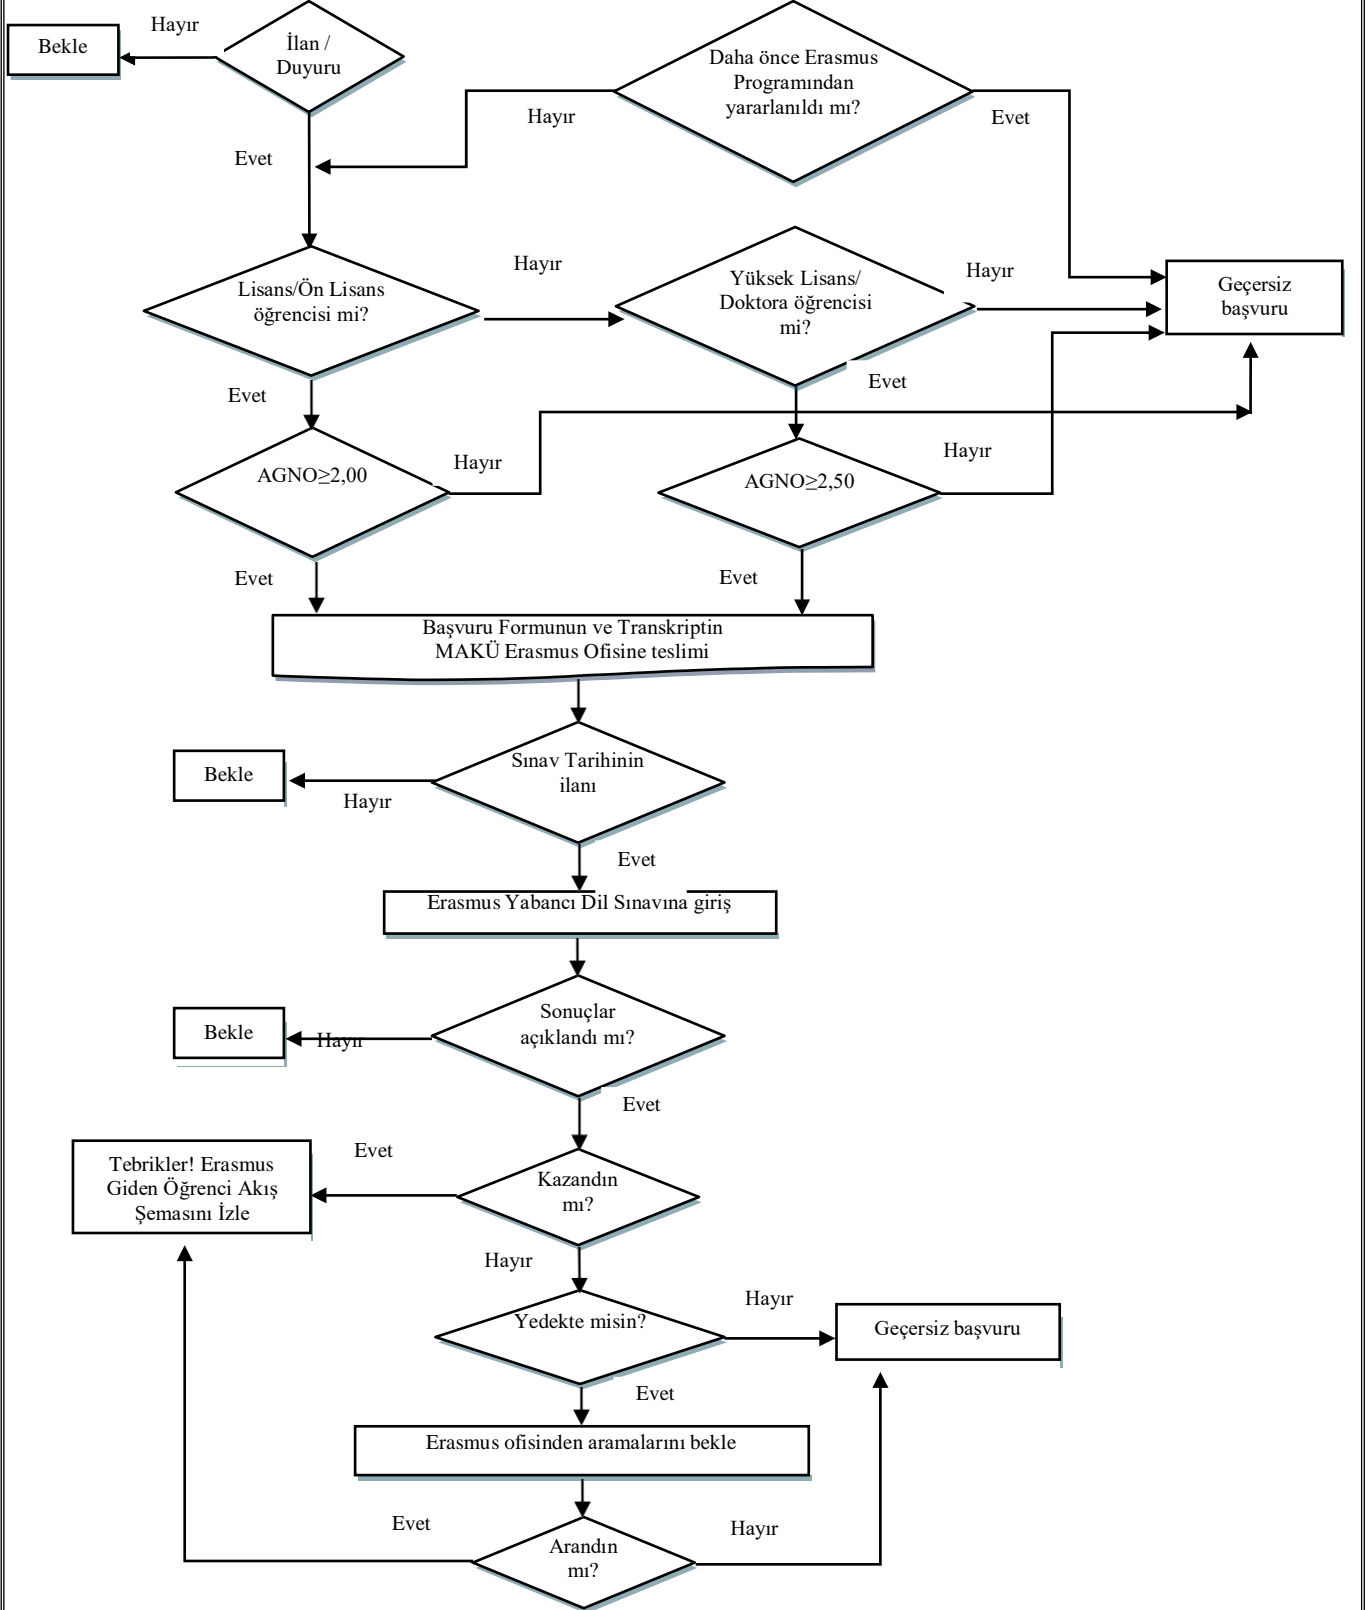 Hayır
Bekle
İlan /
Duyuru
Daha önce Erasmus
Programından
yararlanıldı mı?
Hayır
Evet
Evet
Lisans/Ön Lisans
öğrencisi mi?
Hayır
Yüksek Lisans/
Doktora öğrencisi
mi?
Hayır
Geçersiz
başvuru
Evet
Evet
AGNO≥2,00
Hayır
AGNO≥2,50
Hayır
Evet
Evet
Başvuru Formunun ve Transkriptin
MAKÜ Erasmus Ofisine teslimi
Sınav Tarihinin
ilanı
Bekle
Hayır
Evet
Erasmus Yabancı Dil Sınavına giriş
Sonuçlar
açıklandı mı?
Bekle
Hayır
Evet
Tebrikler! Erasmus
Giden Öğrenci Akış
Şemasını İzle
Evet
Kazandın
mı?
Hayır
Yedekte misin?
Hayır
Geçersiz başvuru
Evet
Erasmus ofisinden aramalarını bekle
Evet
Arandın
mı?
Hayır